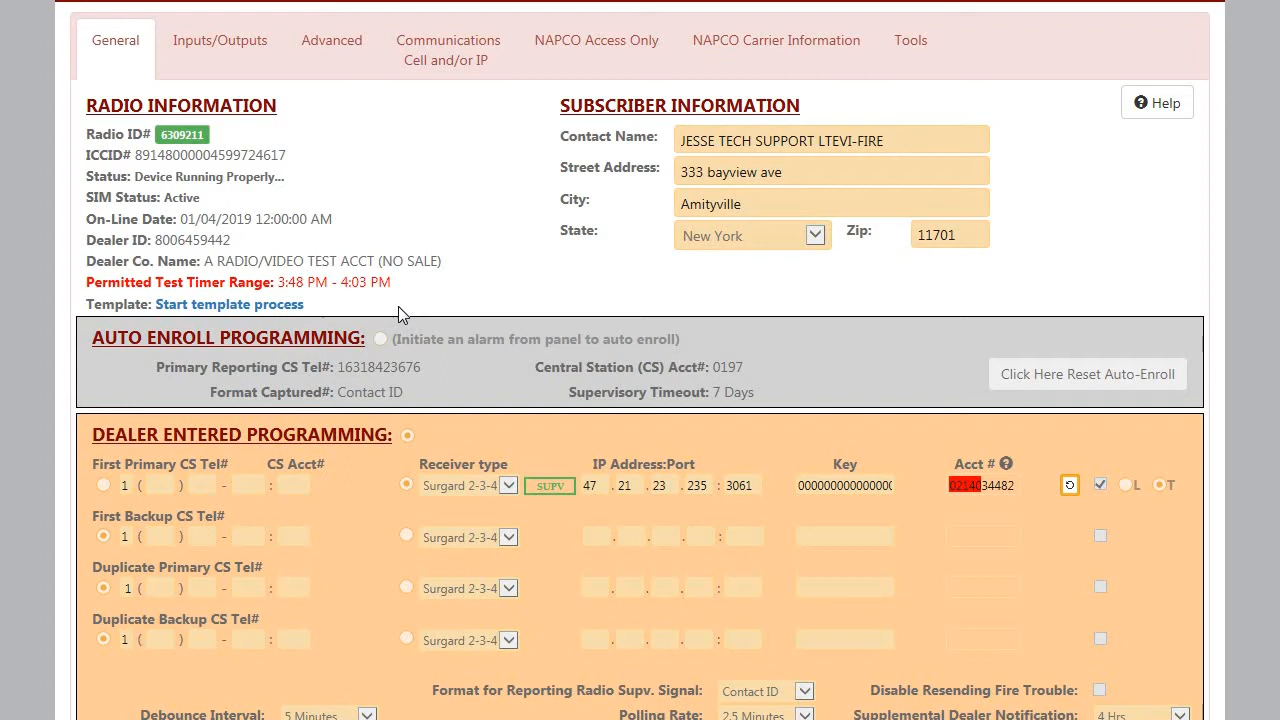 General Inputs/Outputs Advanced Communications Cell and/or IP NAPCO Access Only NAPCO Carrier Information Tools
RADIO INFORMATION
Radio ID# 6309211
ICCID# 89148000004599724617
Status: Device Running Properly...
SIM Status: Active
On-Line Date: 01/04/2019 12:00:00 AM
Dealer ID: 8006459442
Dealer Co. Name: A RADIO/VIDEO TEST ACCT (NO SALE)
Permitted Test Timer Range: 3:48 PM - 4:03 PM
Template: Start template process
SUBSCRIBER INFORMATION
Help
Contact Name: JESSE TECH SUPPORT LTEVI-FIRE
Street Address: 333 bayview ave
City: Amityville
State: New York Zip: 11701
AUTO ENROLL PROGRAMMING: (Initiate an alarm from panel to auto enroll)
Primary Reporting CS Tel#: 16318423676 Central Station (CS) Acct#: 0197 Click Here Reset Auto-Enroll
Format Captured#: Contact ID Supervisory Timeout: 7 Days
DEALER ENTERED PROGRAMMING:
First Primary CS Tel# CS Acct# Receiver type IP Address:Port Key Acct #
1 ( ) - : Surgard 2-3-4 SUPV 47 . 21 . 23 . 235 : 3061 00000000000000 0214034482 L T
First Backup CS Tel#
1 ( ) - : Surgard 2-3-4 . . . :
Duplicate Primary CS Tel#
1 ( ) - : Surgard 2-3-4 . . . :
Duplicate Backup CS Tel#
1 ( ) - : Surgard 2-3-4 . . . :
Format for Reporting Radio Supv. Signal: Contact ID Disable Resending Fire Trouble:
Debounce Interval: 5 Minutes Polling Rate: 2.5 Minutes Supplemental Dealer Notification: 4 Hrs